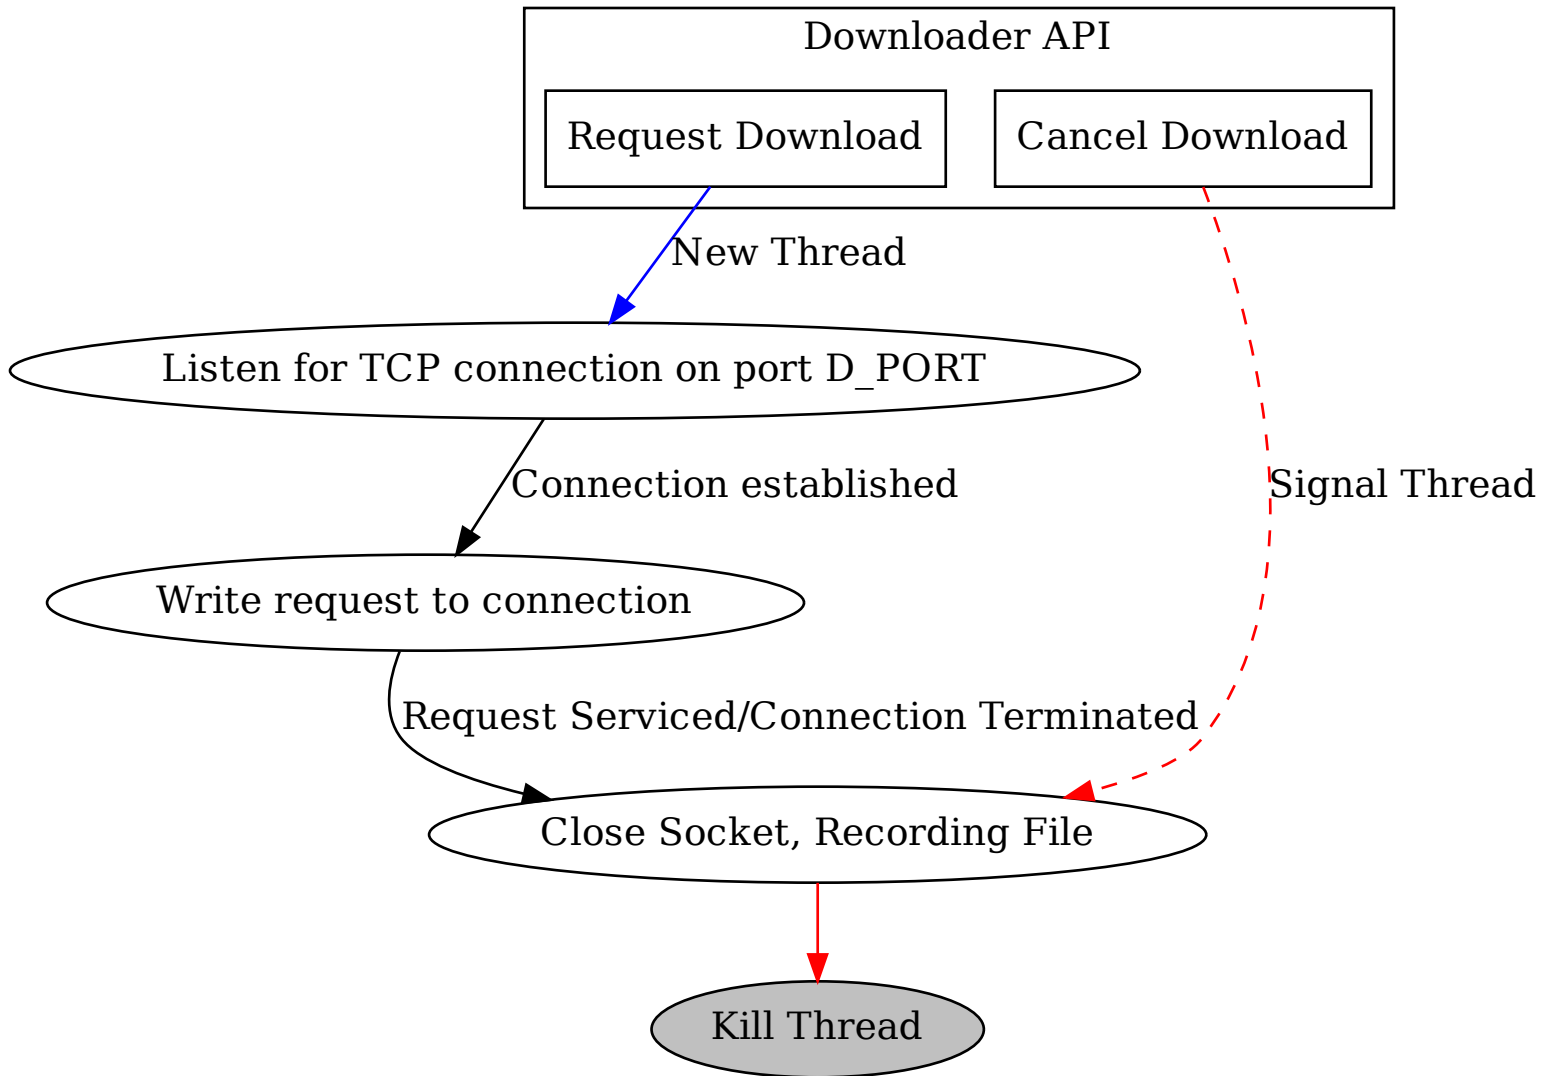 Downloader API
Request Download
Cancel Download
New Thread
Listen for TCP connection on port D_PORT
Connection established
Signal Thread
Write request to connection
Request Serviced/Connection Terminated
Close Socket, Recording File
Kill Thread